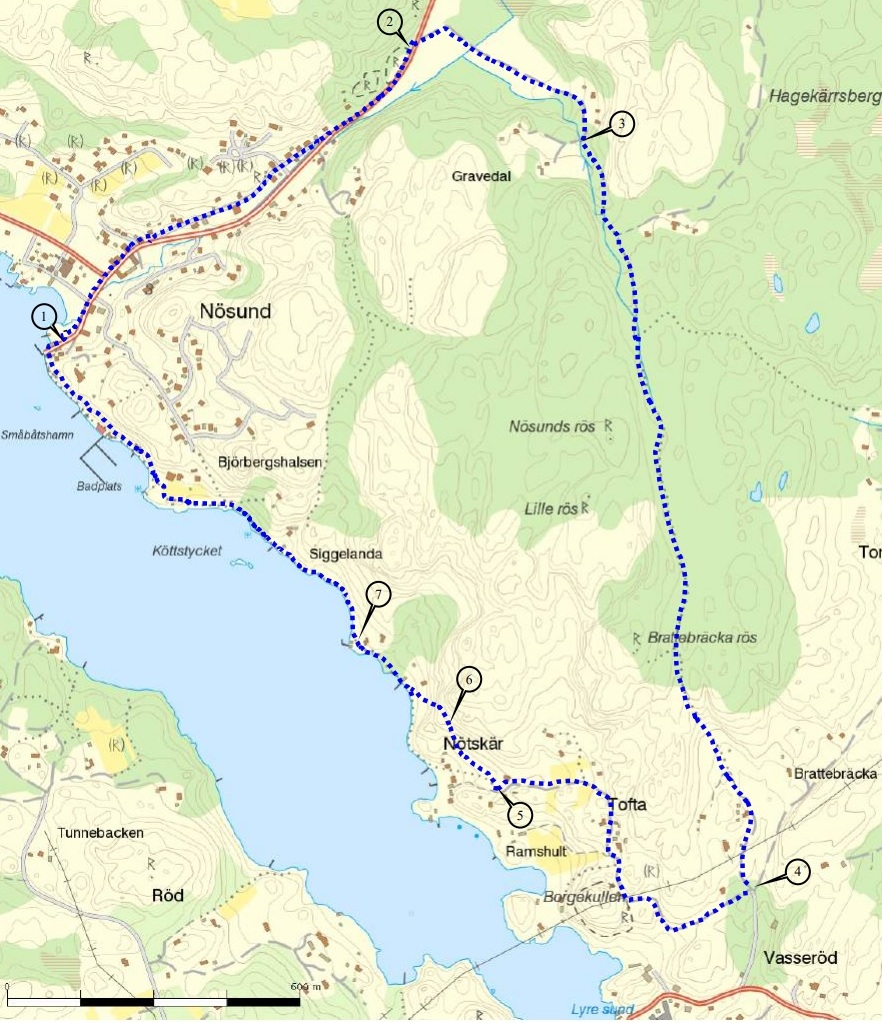 2
R
R
R
Hagekärrsberg
3
(R)
(R)
(R)
(R)
(R)
(R)
(R)
(R)
R
Gravedal
1
8
Nösund
Nösunds rös R
Småbåtshamn
Björbergshalsen
Badplats
Lille rös R
Köttstycket
Siggelanda
Tor
7
R Brattebräcka rös
6
(R)
Nötskär
Brattebräcka
Tofta
5
Tunnebacken
Ramshult
R
(R)
4
Röd
Borgekullen
R
Vasseröd
600 m
0
Lyre sund